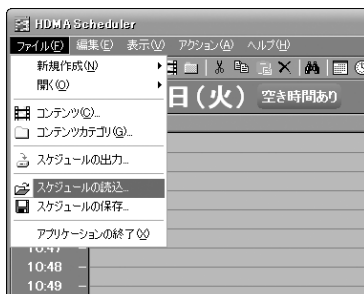 HDMA Scheduler
ファイル(F) 編集(E) 表示(V) アクション(A) ヘルプ(H)
新規作成(N)
開く(O)
日(火) 空き時間あり
コンテンツ(C)...
コンテンツカテゴリ(G)...
スケジュールの出力...
スケジュールの読込...
スケジュールの保存...
アプリケーションの終了(X)
10:47
10:48
10:49